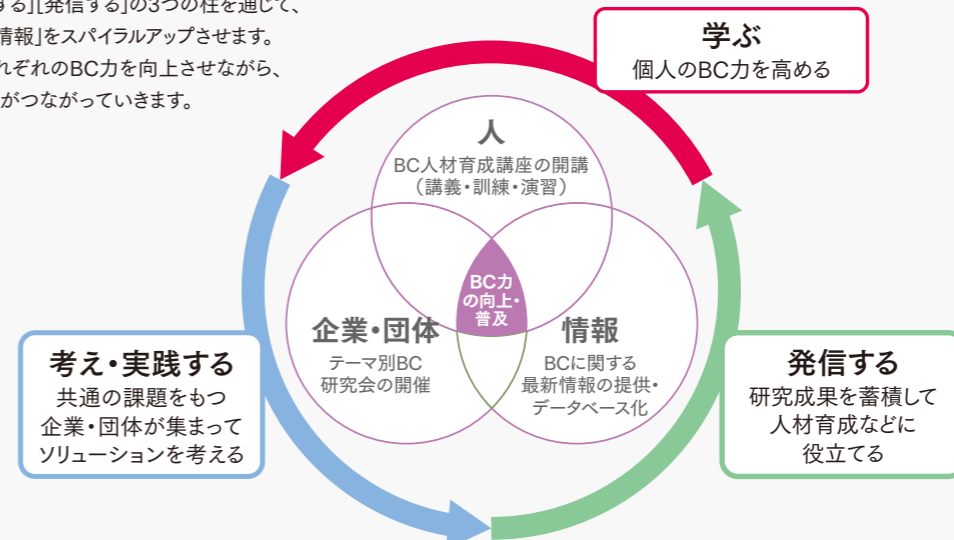 する］［発信する］の3つの柱を通じて、
情報」をスパイラルアップさせます。
れぞれのBC力を向上させながら、
がつながっていきます。
学ぶ
個人のBC力を高める
人
BC人材育成講座の開講
（講義・訓練・演習）
BC力
の向上・
普及
企業・団体
テーマ別BC
研究会の開催
情報
BCに関する
最新情報の提供・
データベース化
考え・実践する
共通の課題をもつ
企業・団体が集まって
ソリューションを考える
発信する
研究成果を蓄積して
人材育成などに
役立てる